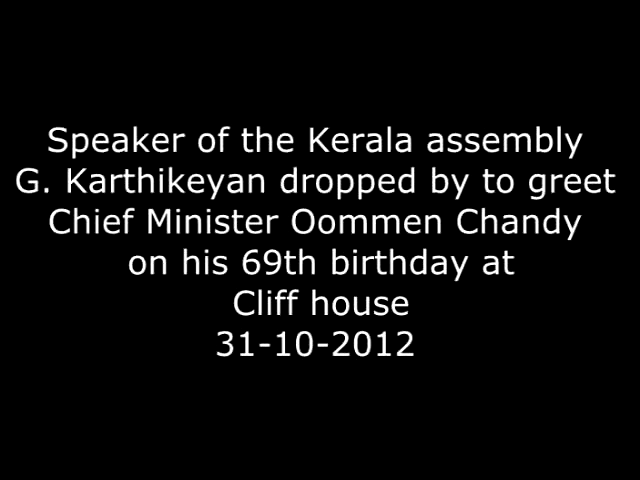 Speaker of the Kerala assembly
G. Karthikeyan dropped by to greet
Chief Minister Oommen Chandy
on his 69th birthday at
Cliff house
31-10-2012